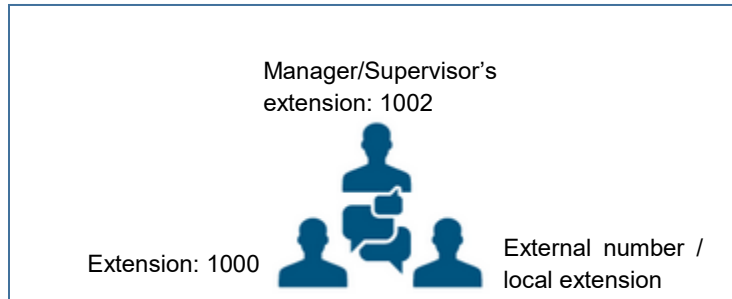 Manager/Supervisor’s
extension: 1002
Extension: 1000
External number /
local extension